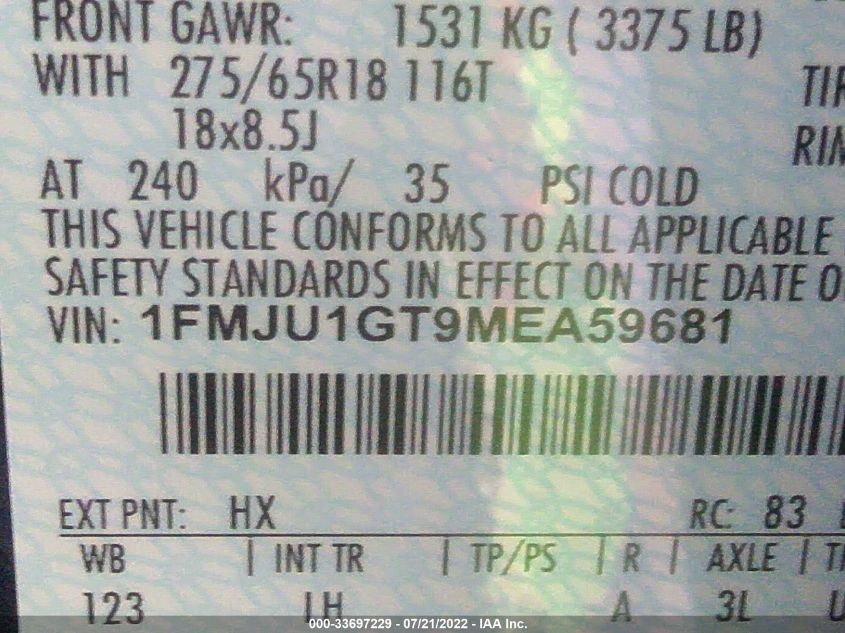 FRONT GAWR: 1531 KG ( 3375 LB)
WITH 275/65R18 116T TIR
18x8.5J RIM
AT 240 kPa/ 35 PSI COLD
THIS VEHICLE CONFORMS TO ALL APPLICABLE
SAFETY STANDARDS IN EFFECT ON THE DATE O
VIN: 1FMJU1GT9MEA59681
EXT PNT: HX RC: 83
WB | INT TR | TP/PS | R | AXLE | T
123 LH A 3L U
000-33697229 - 07/21/2022 - IAA Inc.